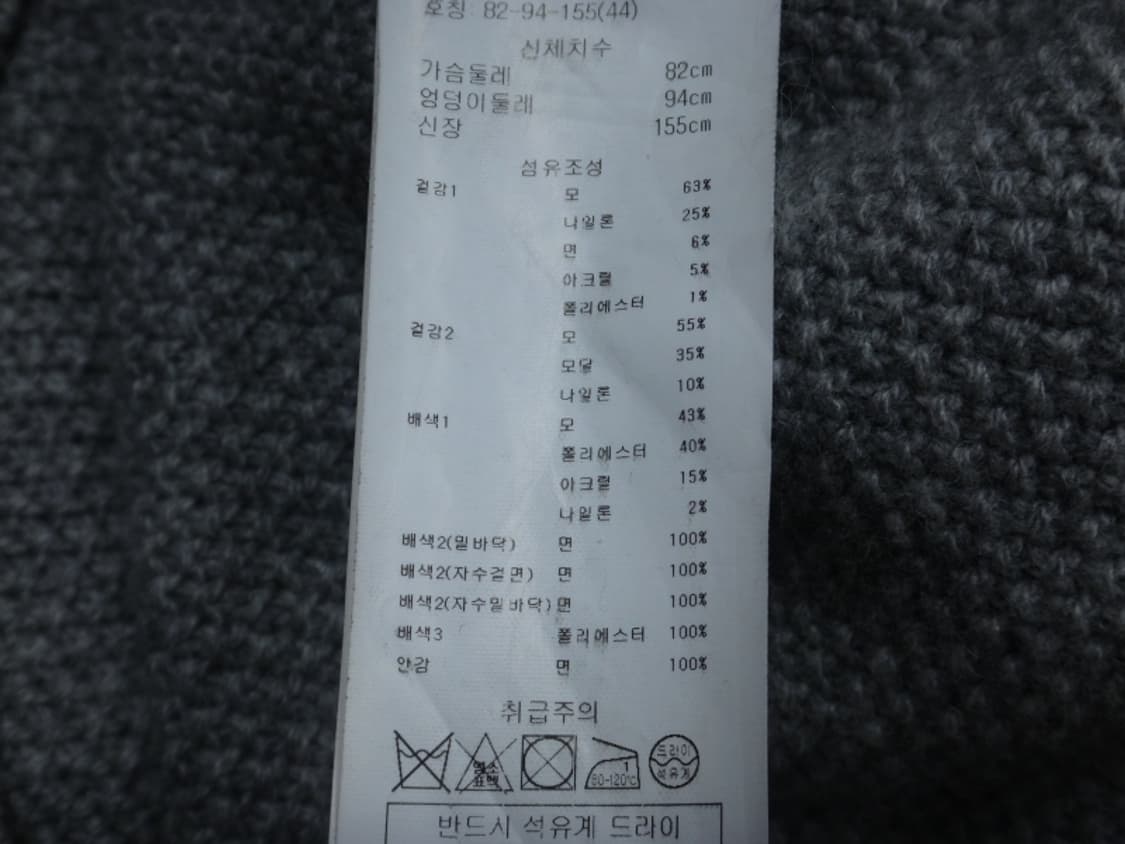 호칭: 82-94-155(44)
신체치수
가슴둘레 82cm
엉덩이둘레 94cm
신장 155cm
섬유조성
겉감1 모 63%
나일론 25%
면 6%
아크릴 5%
폴리에스터 1%
겉감2 모 55%
모달 35%
나일론 10%
배색1 모 43%
폴리에스터 40%
아크릴 15%
나일론 2%
배색2(밑바닥) 면 100%
배색2(자수겉면) 면 100%
배색2(자수밑바닥) 면 100%
배색3 폴리에스터 100%
안감 면 100%
취급주의
염소 표백
1 80-120℃
드라이 석유계
반드시 석유계 드라이